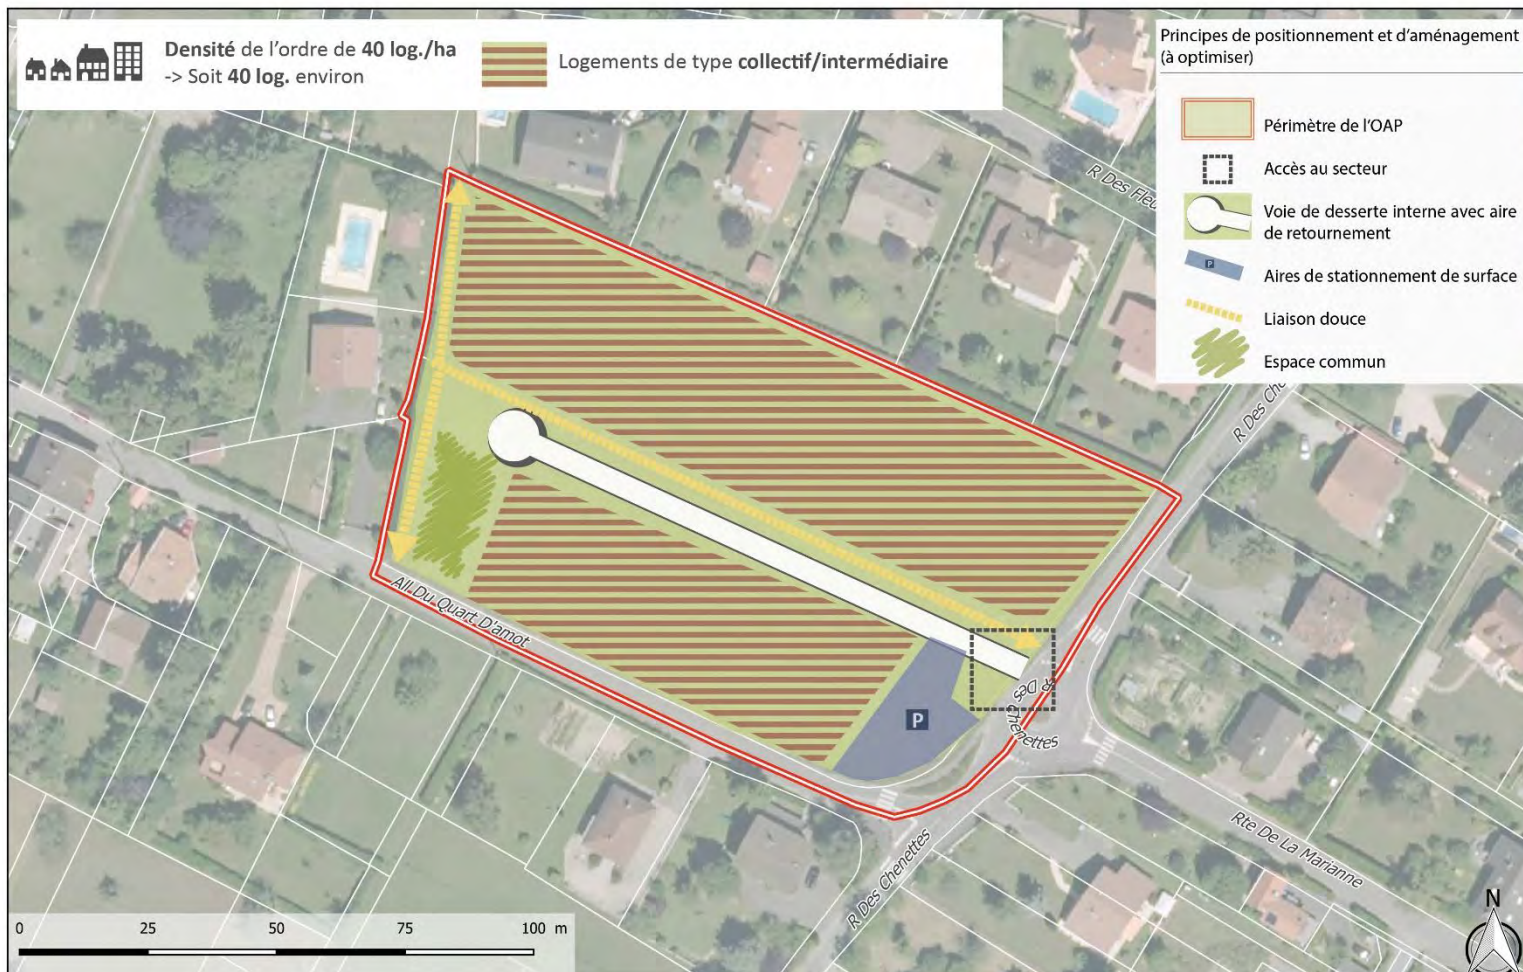 Densité de l'ordre de 40 log./ha
-> Soit 40 log. environ
Logements de type collectif/intermédiaire
Principes de positionnement et d'aménagement
(à optimiser)
Périmètre de l'OAP
Accès au secteur
Voie de desserte interne avec aire
de retournement
P
Aires de stationnement de surface
Liaison douce
Espace commun
R Des Fleu
R Des Che
All Du Quart D'amot
P
R Des
Chenettes
R Des Chenettes
Rte De La Marianne
0 25 50 75 100 m
N